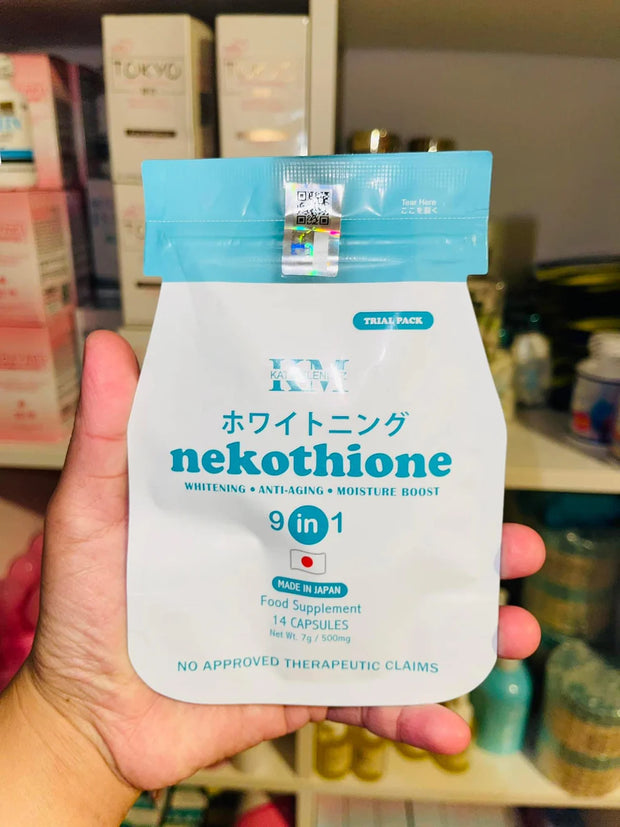 TOKYO
Tear Here
ここを裂く
TRIAL PACK
KM
ホワイトニング
nekothione
WHITENING • ANTI-AGING • MOISTURE BOOST
9 in 1
MADE IN JAPAN
Food Supplement
14 CAPSULES
Net Wt. 7g / 500mg
NO APPROVED THERAPEUTIC CLAIMS